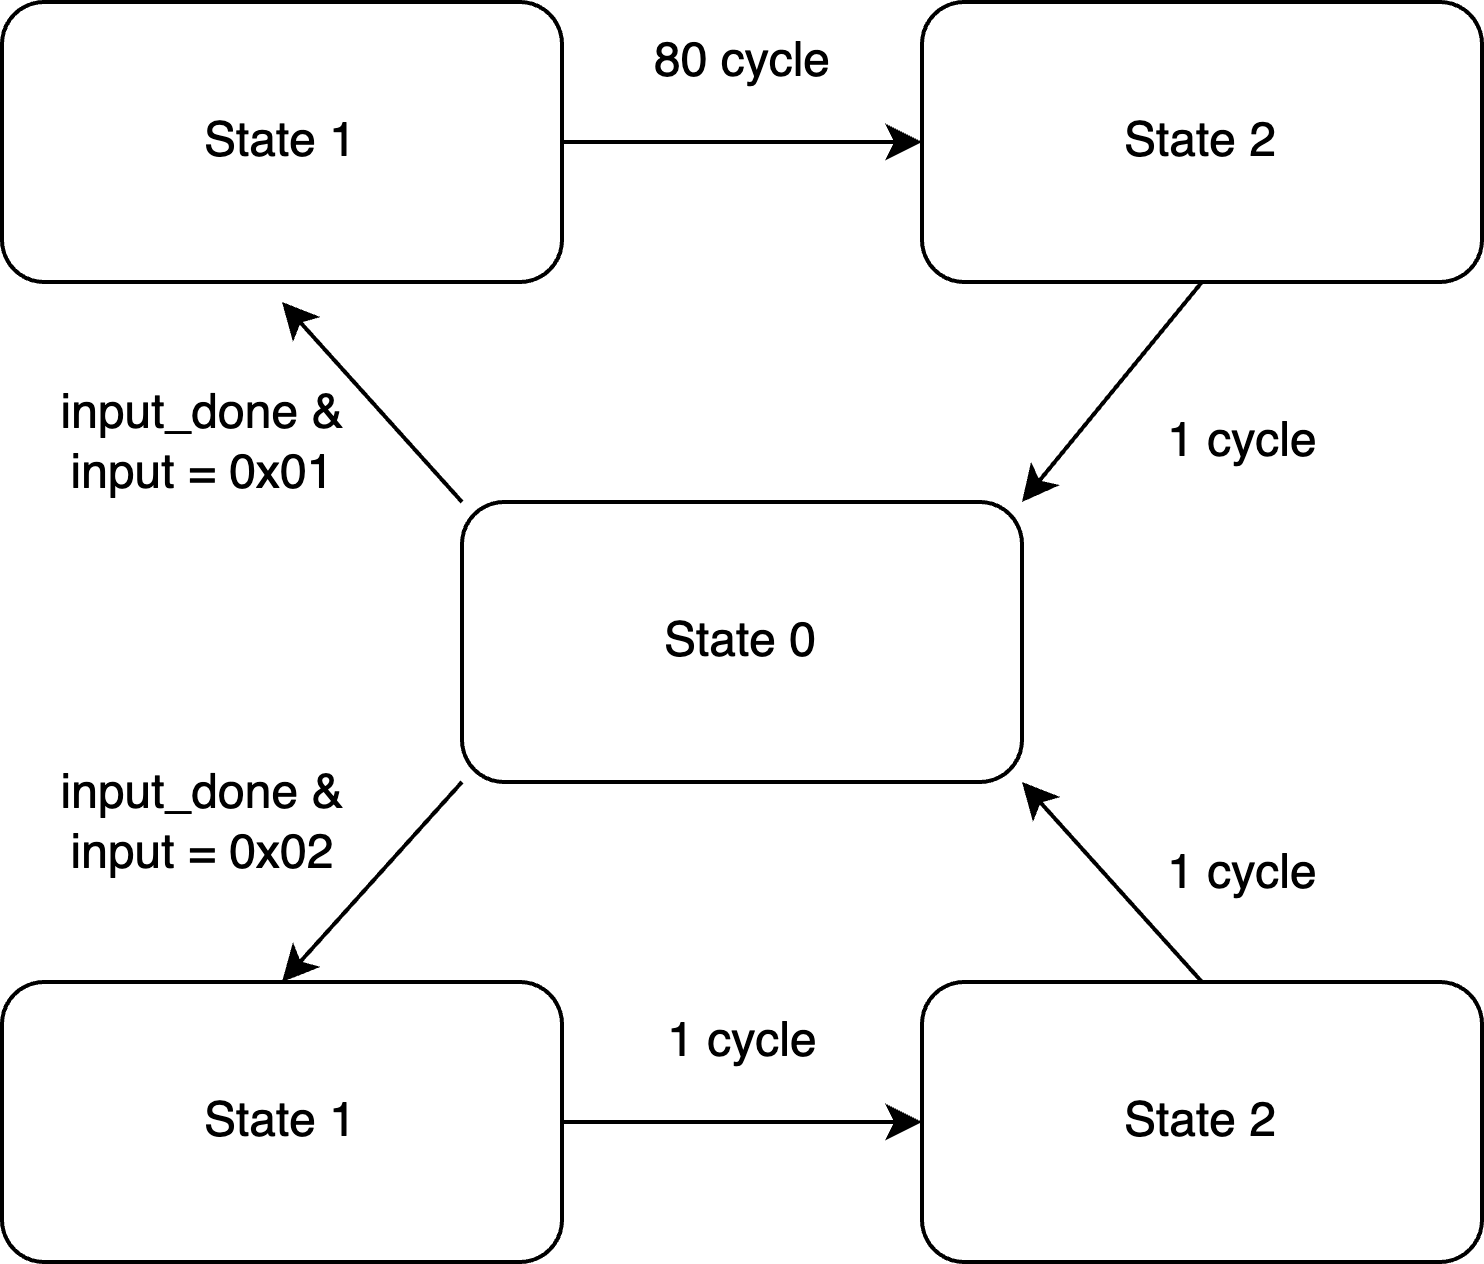 State 1
80 cycle
State 2
input_done &
input = 0x01
1 cycle
State 0
input_done &
input = 0x02
1 cycle
State 1
1 cycle
State 2